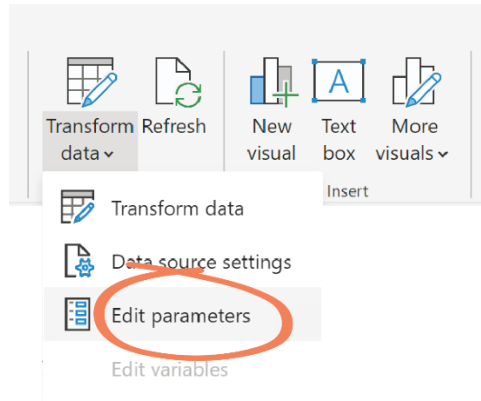 Transform Refresh New Text More
data visual box visuals
Insert
Transform data
Data source settings
Edit parameters
Edit variables